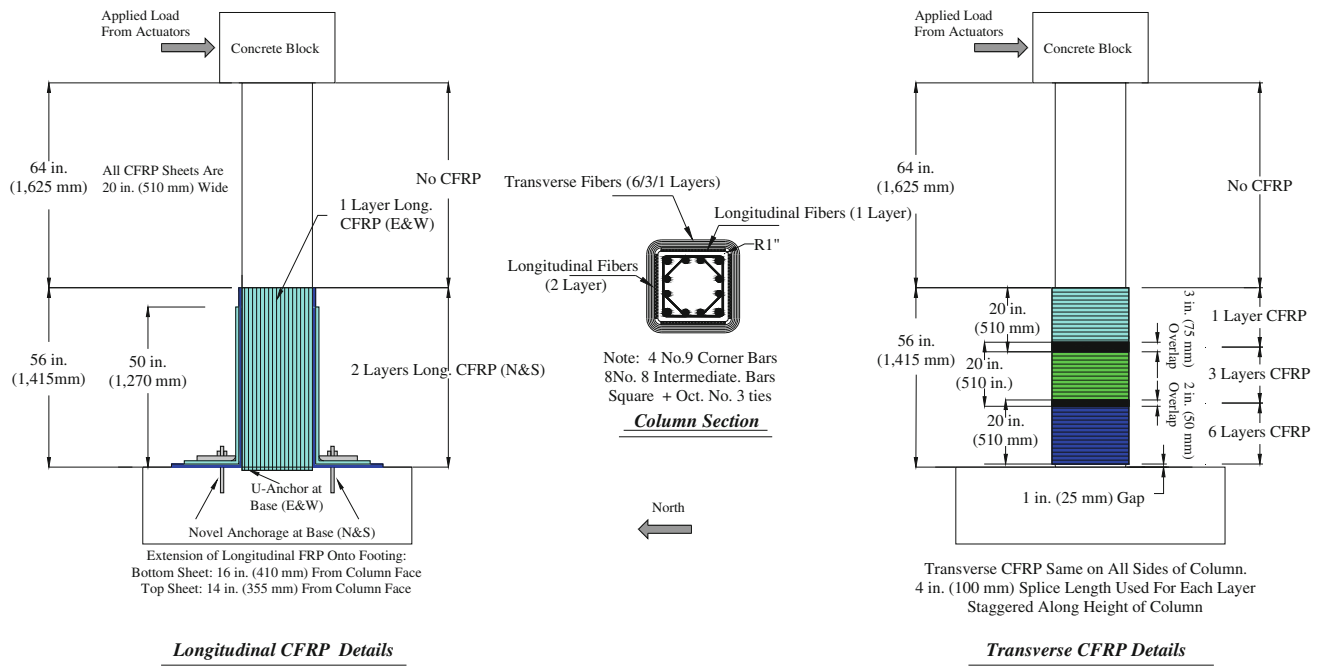 Applied Load
From Actuators
Concrete Block
64 in.
(1,625 mm)
All CFRP Sheets Are
20 in. (510 mm) Wide
No CFRP
1 Layer Long.
CFRP (E&W)
56 in.
(1,415mm)
50 in.
(1,270 mm)
2 Layers Long. CFRP (N&S)
U-Anchor at
Base (E&W)
Novel Anchorage at Base (N&S)
Extension of Longitudinal FRP Onto Footing:
Bottom Sheet: 16 in. (410 mm) From Column Face
Top Sheet: 14 in. (355 mm) From Column Face
Longitudinal CFRP Details
Transverse Fibers (6/3/1 Layers)
Longitudinal Fibers (1 Layer)
R1"
Longitudinal Fibers
(2 Layer)
Note: 4 No.9 Corner Bars
8No. 8 Intermediate. Bars
Square + Oct. No. 3 ties
Column Section
North
Applied Load
From Actuators
Concrete Block
64 in.
(1,625 mm)
No CFRP
56 in.
(1,415 mm)
20 in.
(510 mm)
20 in.
(510 in.)
20 in.
(510 mm)
3 in. (75 mm)
Overlap
2 in. (50 mm)
Overlap
1 Layer CFRP
3 Layers CFRP
6 Layers CFRP
1 in. (25 mm) Gap
Transverse CFRP Same on All Sides of Column.
4 in. (100 mm) Splice Length Used For Each Layer
Staggered Along Height of Column
Transverse CFRP Details